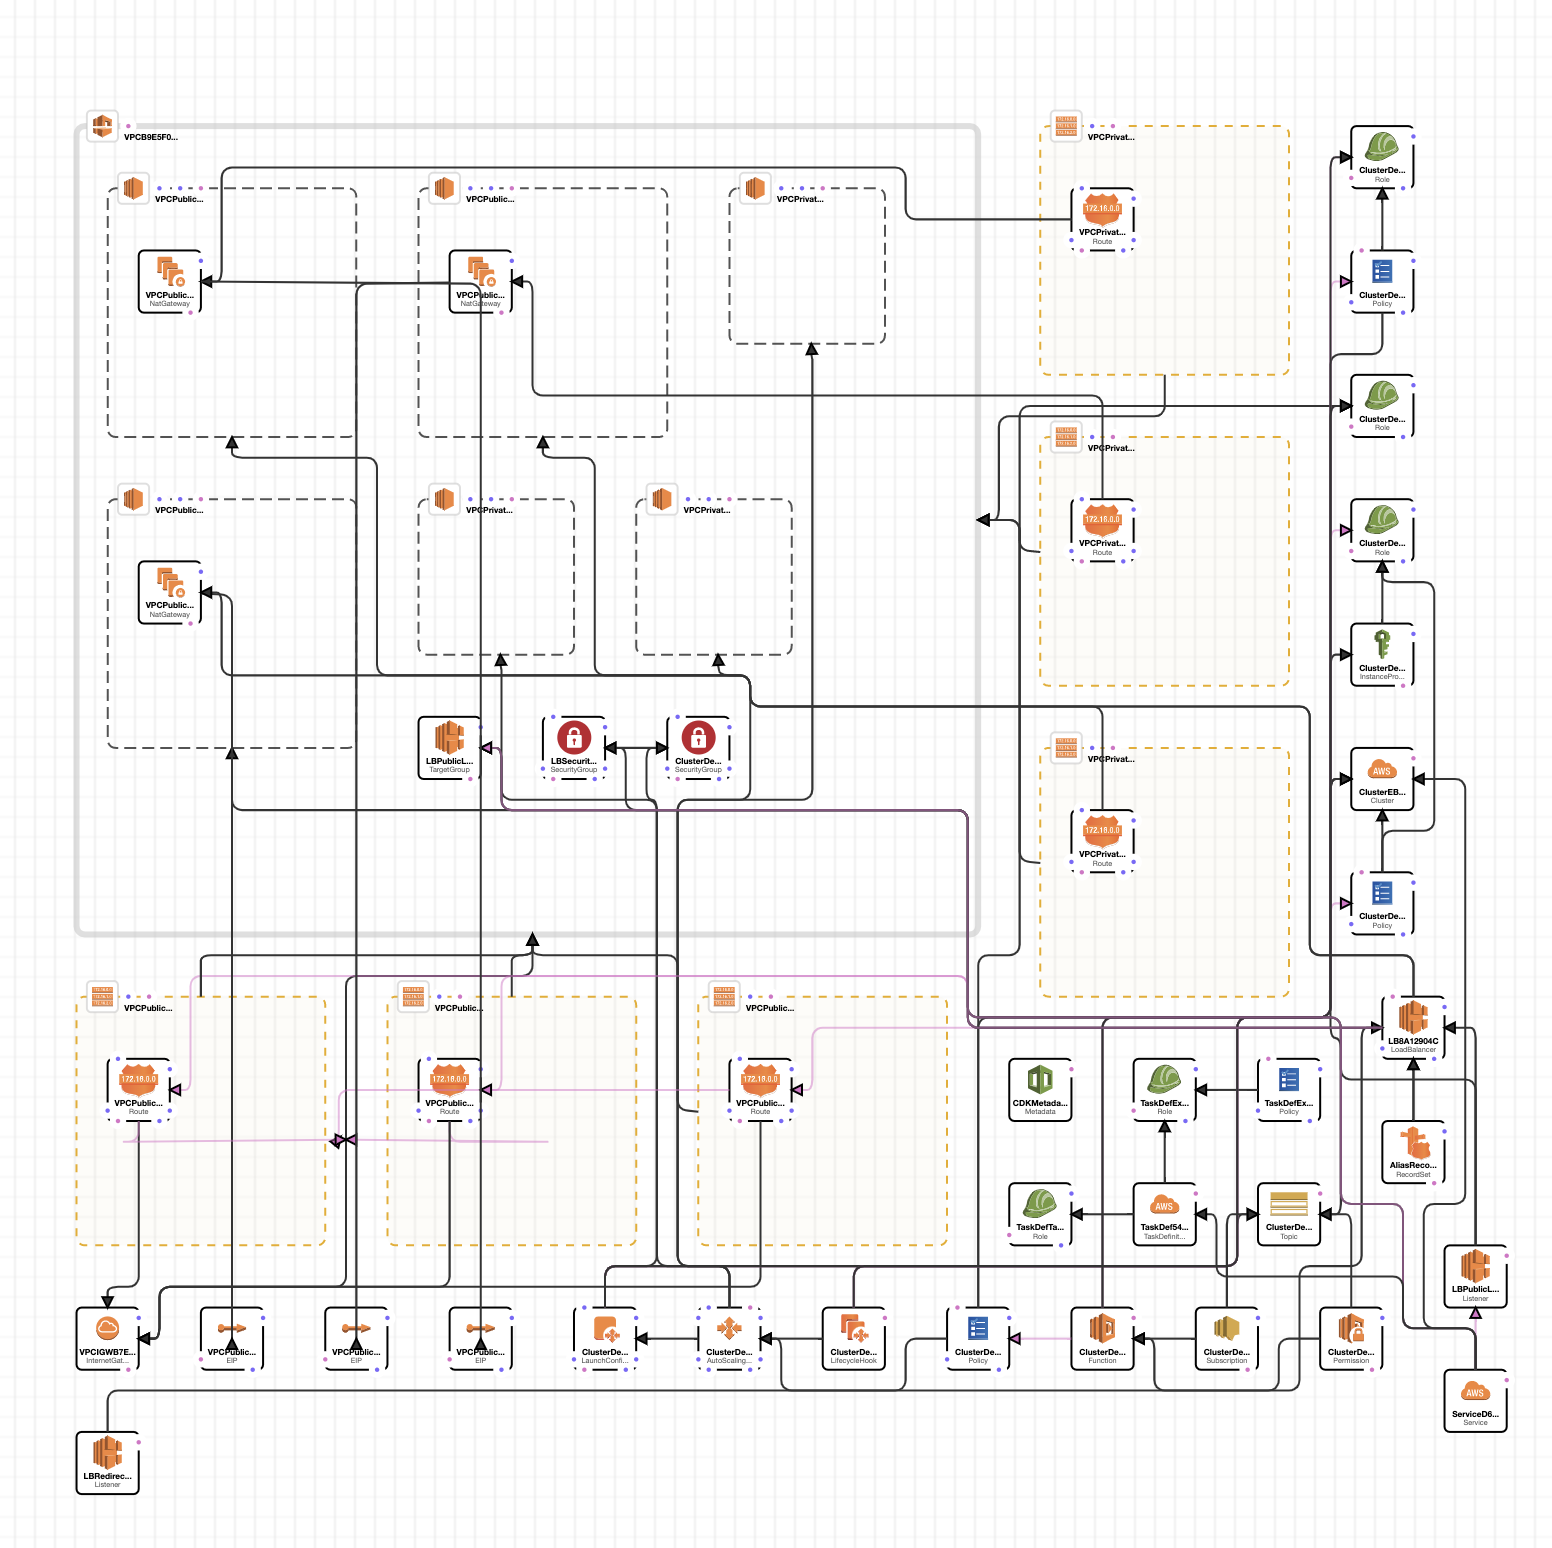 VPCB9E5F0...
VPCPublic...
VPCPublic...
VPCPrivat...
VPCPublic...
NatGateway
VPCPublic...
NatGateway
VPCPrivat...
172.16.0.0
VPCPrivat...
Route
ClusterDe...
Role
ClusterDe...
Policy
ClusterDe...
Role
VPCPublic...
VPCPrivat...
VPCPrivat...
VPCPublic...
NatGateway
VPCPrivat...
172.16.0.0
VPCPrivat...
Route
ClusterDe...
Role
ClusterDe...
InstancePro...
LBPublicL...
TargetGroup
LBSecurit...
SecurityGroup
ClusterDe...
SecurityGroup
VPCPrivat...
172.16.0.0
VPCPrivat...
Route
AWS
ClusterEB...
Cluster
ClusterDe...
Policy
VPCPublic...
VPCPublic...
VPCPublic...
172.16.0.0
VPCPublic...
Route
172.16.0.0
VPCPublic...
Route
172.16.0.0
VPCPublic...
Route
LB8A12904C
LoadBalancer
CDKMetada...
Metadata
TaskDefEx...
Role
TaskDefEx...
Policy
AliasReco...
RecordSet
TaskDefTa...
Role
AWS
TaskDef54...
TaskDefinit...
ClusterDe...
Topic
LBPublicL...
Listener
VPCIGWB7E...
InternetGat...
VPCPublic...
EIP
VPCPublic...
EIP
VPCPublic...
EIP
ClusterDe...
LaunchConfi...
ClusterDe...
AutoScaling...
ClusterDe...
LifecycleHook
ClusterDe...
Policy
ClusterDe...
Function
ClusterDe...
Subscription
ClusterDe...
Permission
AWS
ServiceD6...
Service
LBRedirec...
Listener